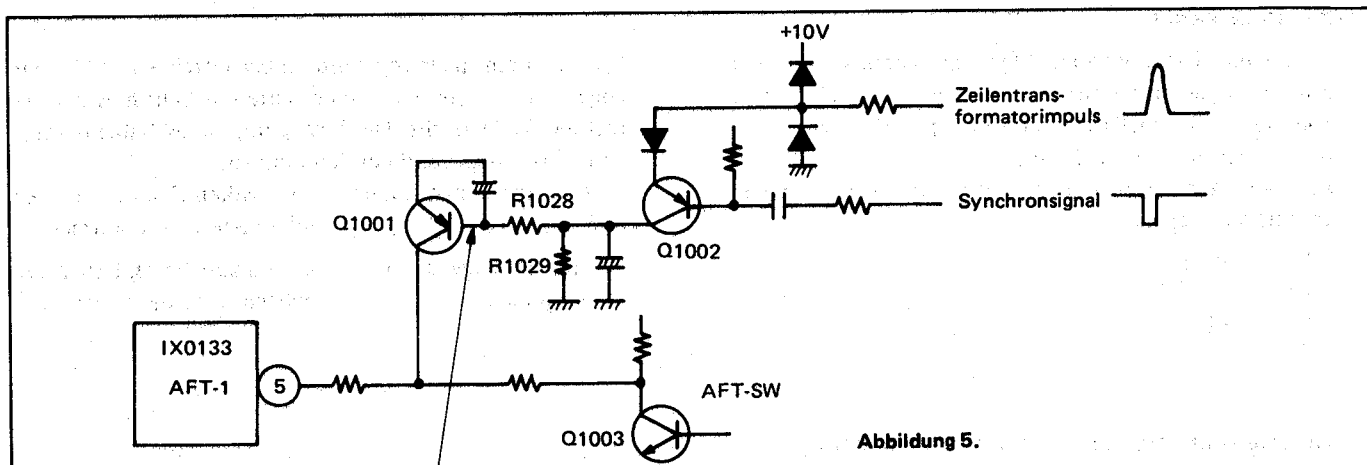 +10V
Zeilentrans-
formatorimpuls
Q1001
R1028
R1029
Q1002
Synchronsignal
IX0133
AFT-1
5
AFT-SW
Q1003
Abbildung 5.